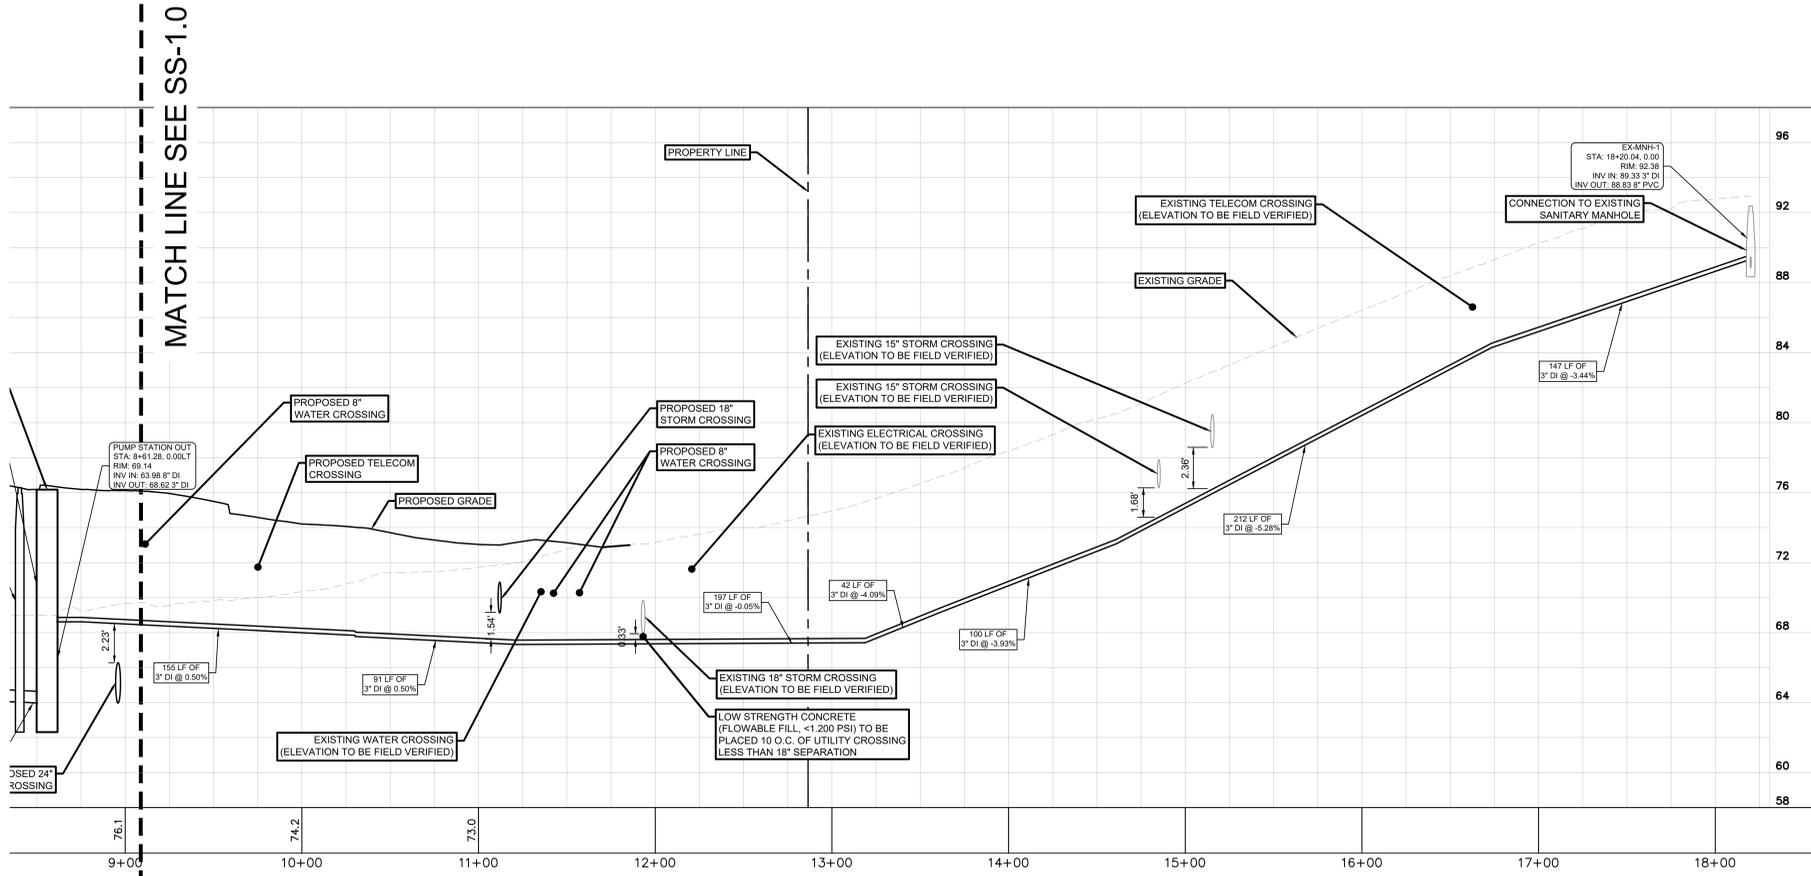 MATCH LINE SEE SS-1.0
PROPERTY LINE
EX-MNH-1
STA: 18+20.04, 0.00
RIM: 92.38
INV IN: 89.33 3" DI
INV OUT: 88.83 8" PVC
CONNECTION TO EXISTING
SANITARY MANHOLE
EXISTING TELECOM CROSSING
(ELEVATION TO BE FIELD VERIFIED)
EXISTING GRADE
EXISTING 15" STORM CROSSING
(ELEVATION TO BE FIELD VERIFIED)
EXISTING 15" STORM CROSSING
(ELEVATION TO BE FIELD VERIFIED)
147 LF OF
3" DI @ -3.44%
PROPOSED 8"
WATER CROSSING
PROPOSED 18"
STORM CROSSING
EXISTING ELECTRICAL CROSSING
(ELEVATION TO BE FIELD VERIFIED)
PUMP STATION OUT
STA: 8+61.28, 0.00LT
RIM: 69.14
INV IN: 63.98 8" DI
INV OUT: 68.62 3" DI
PROPOSED TELECOM
CROSSING
PROPOSED 8"
WATER CROSSING
PROPOSED GRADE
2.36'
1.68'
212 LF OF
3" DI @ -5.28%
2.23'
1.54'
0.33'
197 LF OF
3" DI @ -0.05%
42 LF OF
3" DI @ -4.09%
100 LF OF
3" DI @ -3.93%
155 LF OF
3" DI @ 0.50%
91 LF OF
3" DI @ 0.50%
EXISTING 18" STORM CROSSING
(ELEVATION TO BE FIELD VERIFIED)
LOW STRENGTH CONCRETE
(FLOWABLE FILL, <1.200 PSI) TO BE
PLACED 10 O.C. OF UTILITY CROSSING
LESS THAN 18" SEPARATION
EXISTING WATER CROSSING
(ELEVATION TO BE FIELD VERIFIED)
OSED 24"
ROSSING
96
92
88
84
80
76
72
68
64
60
58
76.1
74.2
73.0
9+00
10+00
11+00
12+00
13+00
14+00
15+00
16+00
17+00
18+00